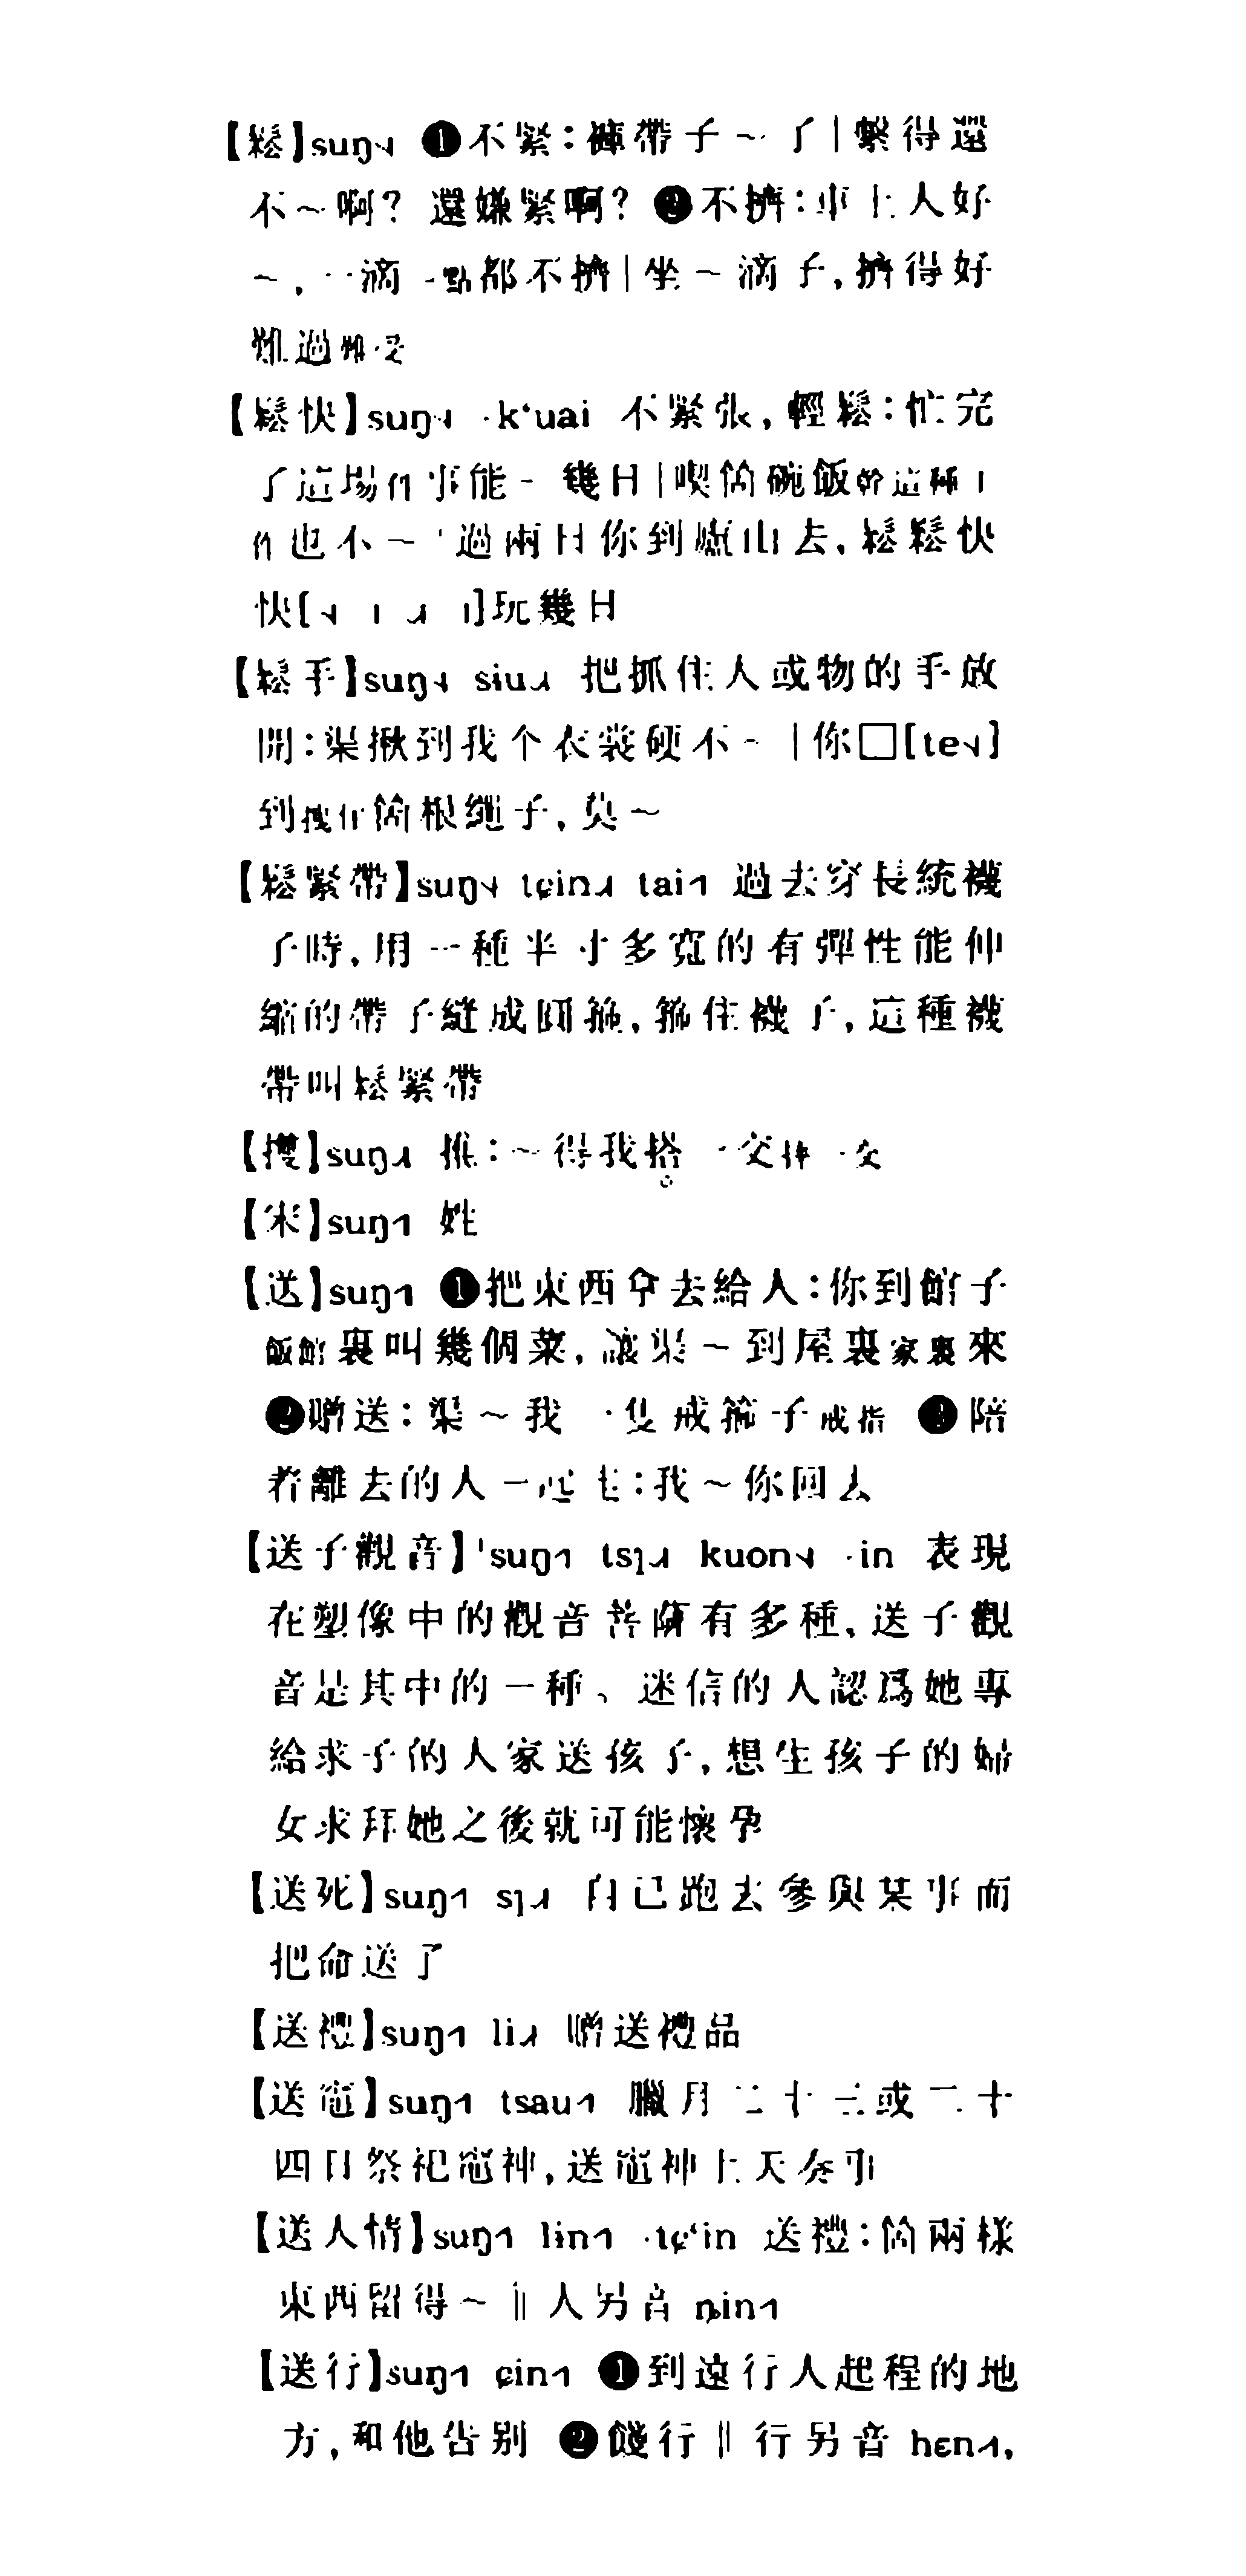 【鬆】suŋ˧˩ ❶不緊：褲帶子～了｜繫得還
不～啊？還嫌緊啊？ ❷不擠：車上人好
～，一滴一點都不擠｜坐～滴子，擠得好
難過難受
【鬆快】suŋ˧˩ ·k‘uai 不緊張，輕鬆：忙完
了這場件事能～幾日｜喫箇碗飯幹這種工
作也不～｜過兩日你到廬山去，鬆鬆快
快[ ]玩幾日
【鬆手】suŋ˧˩ siu 把抓住人或物的手放
開：渠揪到我个衣裳硬不～｜你□[te˧˩]
到拽住箇根繩子，莫～
【鬆緊帶】suŋ˧˩ tɕin tai 過去穿長統襪
子時，用一種半寸多寬的有彈性能伸
縮的帶子縫成圓箍，箍住襪子，這種襪
帶叫鬆緊帶
【㩳】suŋ 推：～得我搭一交摔一交
【宋】suŋ 姓
【送】suŋ ❶把東西拿去給人：你到館子
飯館裏叫幾個菜，讓渠～到屋裏家裏來
❷贈送：渠～我一隻戒箍子戒指 ❸陪
着離去的人一起走：我～你回去
【送子觀音】ˈsuŋ tsɿ kuon˧˩ ·in 表現
在塑像中的觀音菩薩有多種，送子觀
音是其中的一種。迷信的人認爲她專
給求子的人家送孩子，想生孩子的婦
女求拜她之後就可能懷孕
【送死】suŋ sɿ 自己跑去參與某事而
把命送了
【送禮】suŋ li 贈送禮品
【送竈】suŋ tsau 臘月二十三或二十
四日祭祀竈神，送竈神上天奏事
【送人情】suŋ lin ·tɕ‘in 送禮：箇兩樣
東西留得～‖人另音 ȵin
【送行】suŋ ɕin ❶到遠行人起程的地
方，和他告别 ❷餞行‖行另音 hɛn，